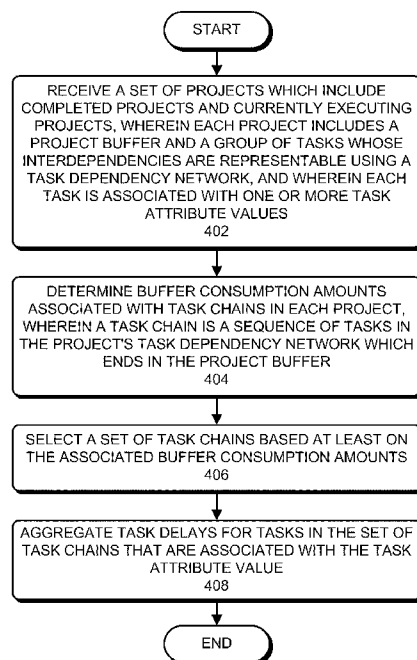 START
RECEIVE A SET OF PROJECTS WHICH INCLUDE
COMPLETED PROJECTS AND CURRENTLY EXECUTING
PROJECTS, WHEREIN EACH PROJECT INCLUDES A
PROJECT BUFFER AND A GROUP OF TASKS WHOSE
INTERDEPENDENCIES ARE REPRESENTABLE USING A
TASK DEPENDENCY NETWORK, AND WHEREIN EACH
TASK IS ASSOCIATED WITH ONE OR MORE TASK
ATTRIBUTE VALUES
402
DETERMINE BUFFER CONSUMPTION AMOUNTS
ASSOCIATED WITH TASK CHAINS IN EACH PROJECT,
WHEREIN A TASK CHAIN IS A SEQUENCE OF TASKS IN
THE PROJECT'S TASK DEPENDENCY NETWORK WHICH
ENDS IN THE PROJECT BUFFER
404
SELECT A SET OF TASK CHAINS BASED AT LEAST ON
THE ASSOCIATED BUFFER CONSUMPTION AMOUNTS
406
AGGREGATE TASK DELAYS FOR TASKS IN THE SET OF
TASK CHAINS THAT ARE ASSOCIATED WITH THE TASK
ATTRIBUTE VALUE
408
END